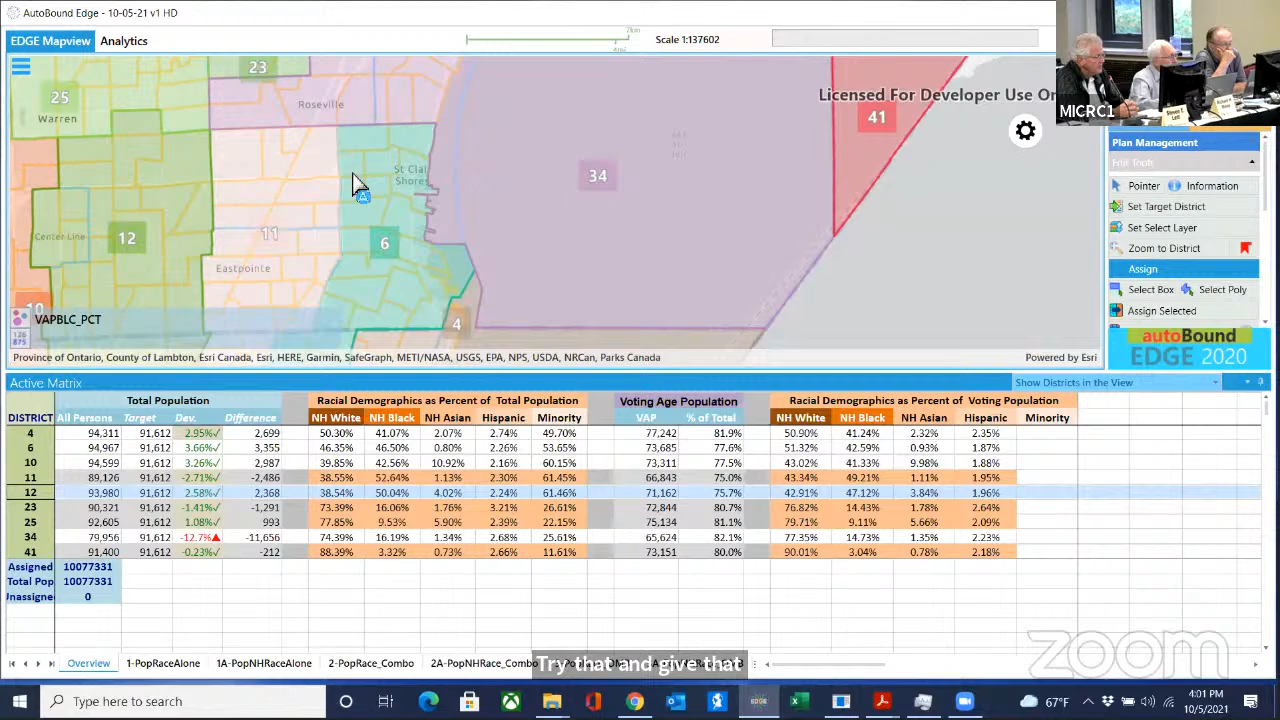 AutoBound Edge - 10-05-21 v1 HD
EDGE Mapview Analytics
Scale 1:137602
23
25
Warren
Roseville
Licensed For Developer Use On
MICRC1
41
34
St Clai
Shores
12
Center Line
11
6
Eastpointe
10
4
VAPBLC_PCT
Province of Ontario, County of Lambton, Esri Canada, Esri, HERE, Garmin, SafeGraph, METI/NASA, USGS, EPA, NPS, USDA, NRCan, Parks Canada
Powered by Esri
Plan Management
Edit Tools
Pointer Information
Set Target District
Set Select Layer
Zoom to District
Assign
Select Box Select Poly
Assign Selected
autoBound
EDGE 2020
Active Matrix Show Districts in the View
Total Population Racial Demographics as Percent of Total Population Voting Age Population Racial Demographics as Percent of Voting Population
DISTRICT All Persons Target Dev. Difference NH White NH Black NH Asian Hispanic Minority VAP % of Total NH White NH Black NH Asian Hispanic Minority
4 94,311 91,612 2.95%✓ 2,699 50.30% 41.07% 2.07% 2.74% 49.70% 77,242 81.9% 50.90% 41.24% 2.32% 2.35%
6 94,967 91,612 3.66%✓ 3,355 46.35% 46.50% 0.80% 2.26% 53.65% 73,685 77.6% 51.32% 42.59% 0.93% 1.87%
10 94,599 91,612 3.26%✓ 2,987 39.85% 42.56% 10.92% 2.16% 60.15% 73,311 77.5% 43.02% 41.33% 9.98% 1.88%
11 89,126 91,612 -2.71%✓ -2,486 38.55% 52.64% 1.13% 2.30% 61.45% 66,843 75.0% 43.34% 49.21% 1.11% 1.95%
12 93,980 91,612 2.58%✓ 2,368 38.54% 50.04% 4.02% 2.24% 61.46% 71,162 75.7% 42.91% 47.12% 3.84% 1.96%
23 90,321 91,612 -1.41%✓ -1,291 73.39% 16.06% 1.76% 3.21% 26.61% 72,844 80.7% 76.82% 14.43% 1.78% 2.64%
25 92,605 91,612 1.08%✓ 993 77.85% 9.53% 5.90% 2.39% 22.15% 75,134 81.1% 79.71% 9.11% 5.66% 2.09%
34 79,956 91,612 -12.7%▲ -11,656 74.39% 16.19% 1.34% 2.68% 25.61% 65,624 82.1% 77.35% 14.73% 1.35% 2.23%
41 91,400 91,612 -0.23%✓ -212 88.39% 3.32% 0.73% 2.66% 11.61% 73,151 80.0% 90.01% 3.04% 0.78% 2.18%
Assigned 10077331
Total Pop 10077331
Unassigne 0
Overview 1-PopRaceAlone 1A-PopNHRaceAlone 2-PopRace_Combo 2A-PopNHRace_Combo
Try that and give that
zoom
Type here to search
67°F
4:01 PM
10/5/2021